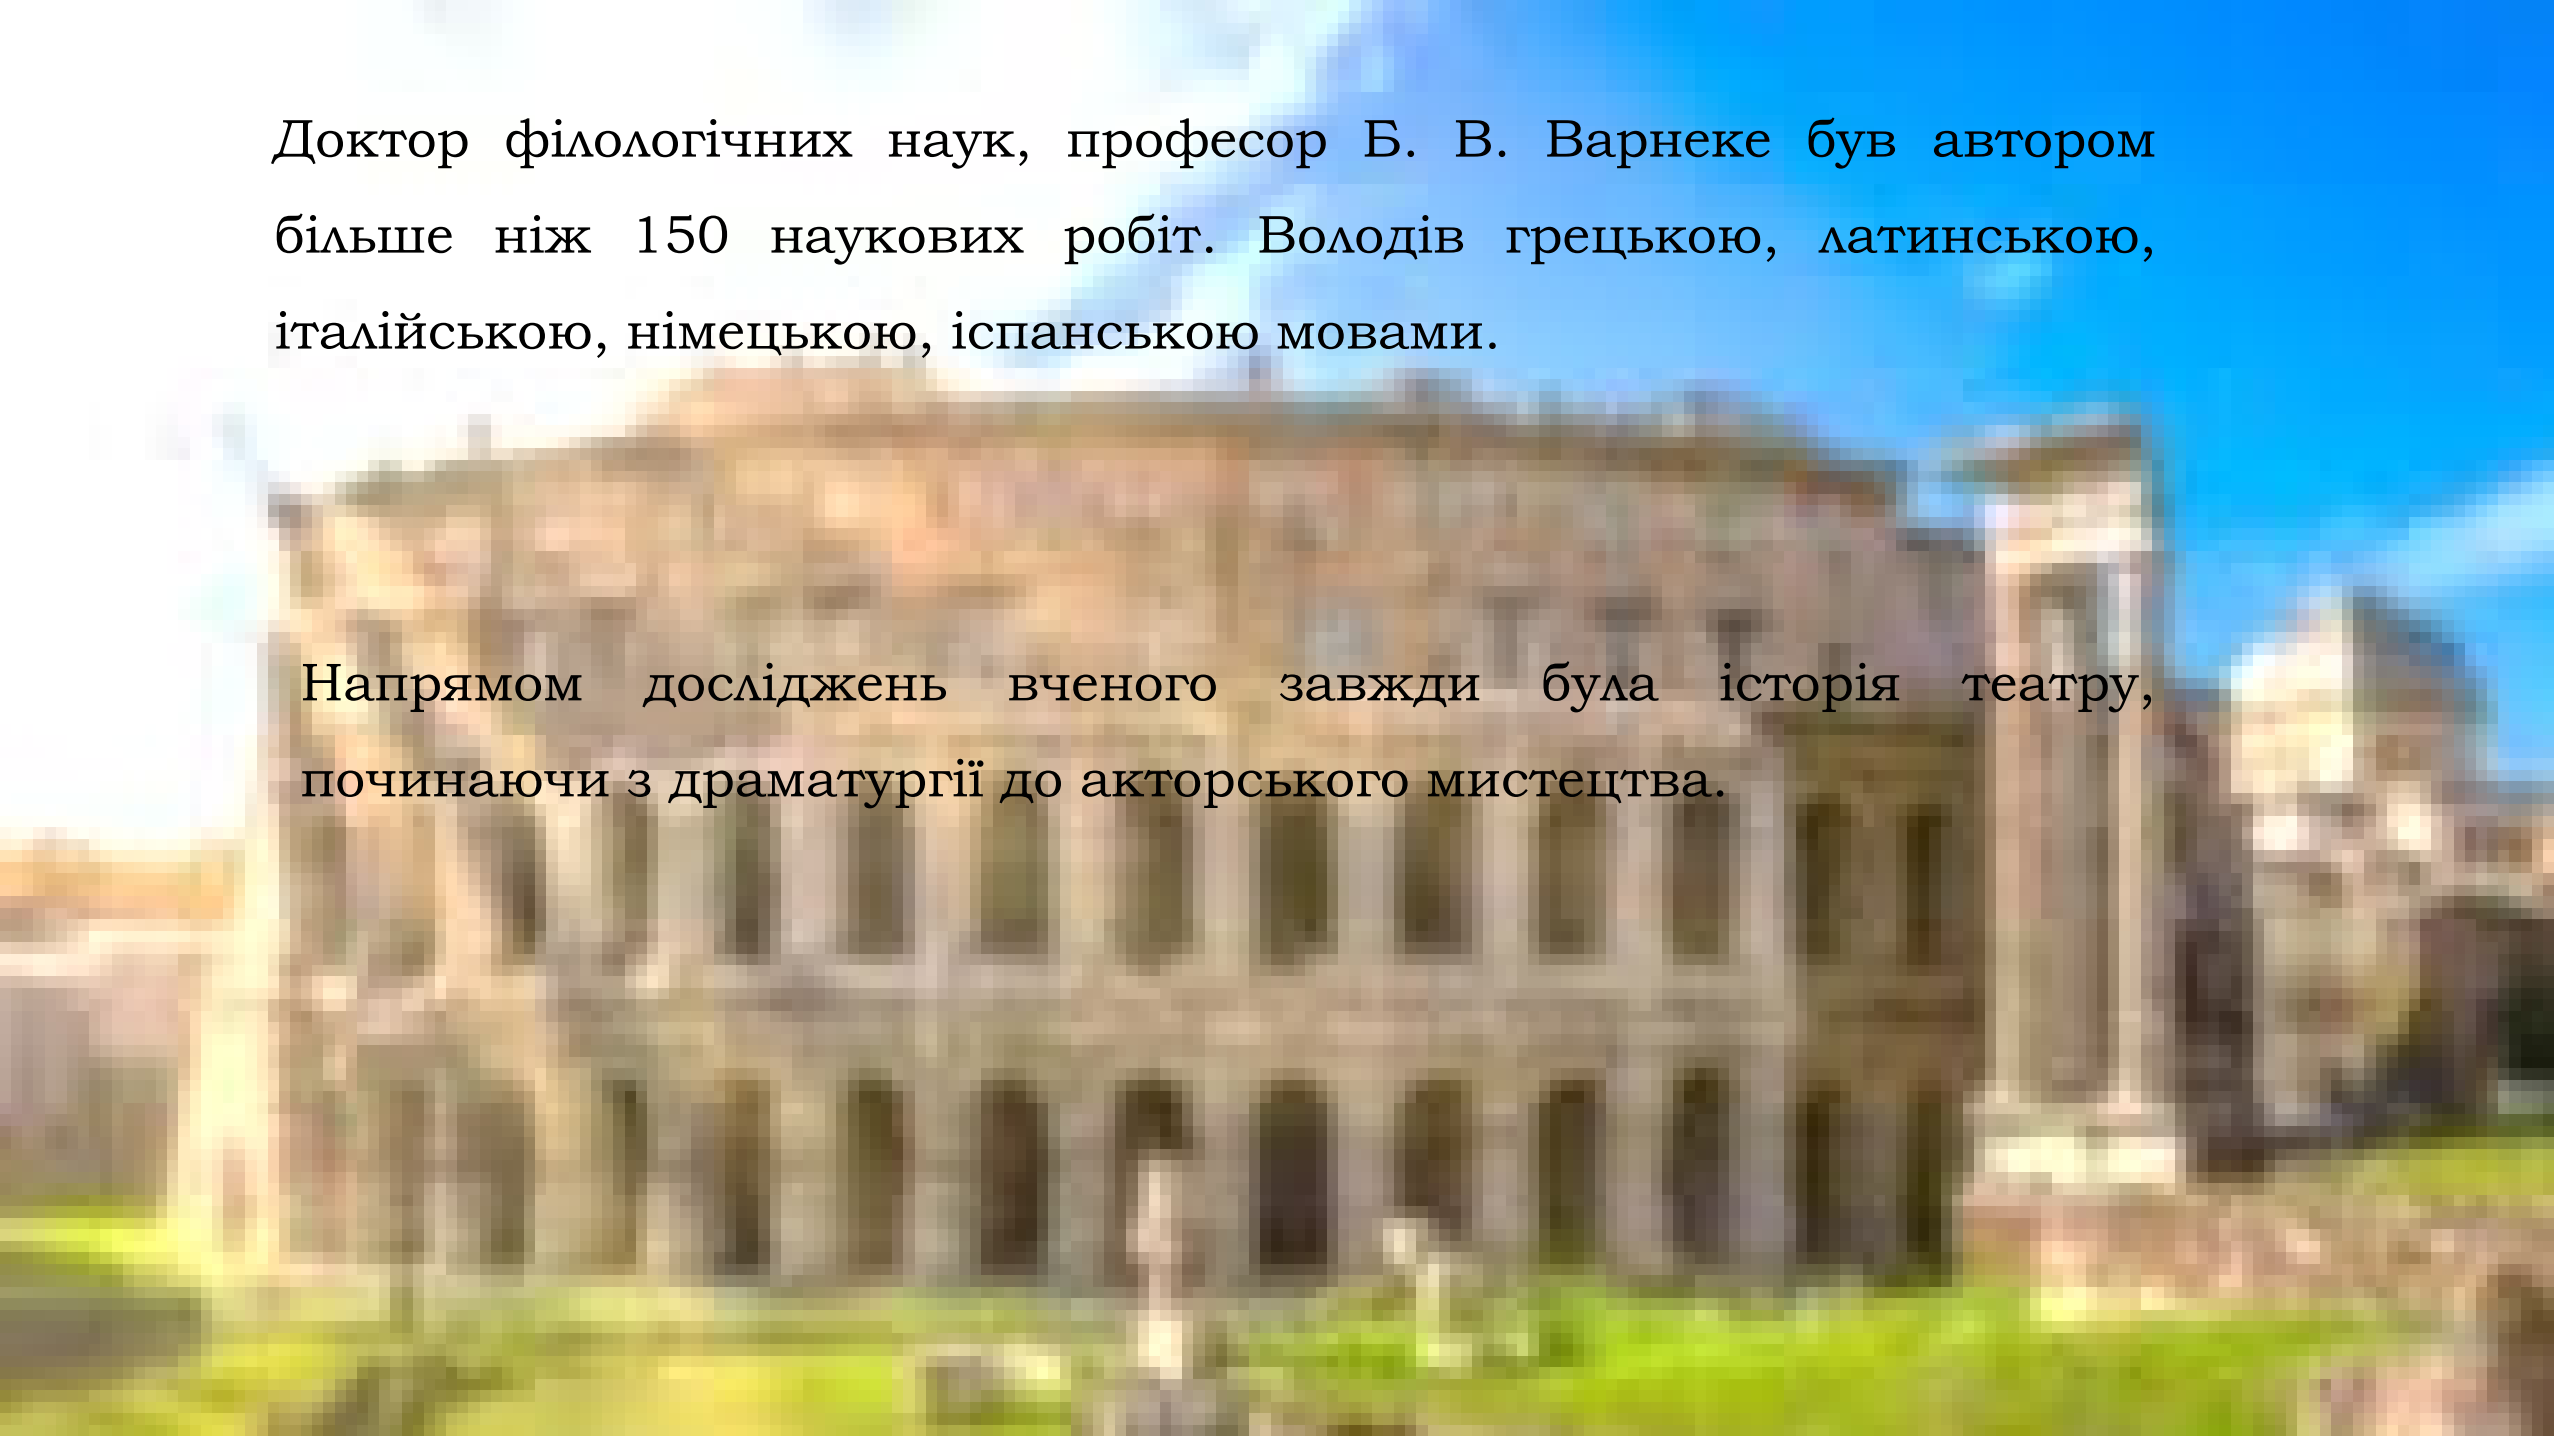 Доктор філологічних наук, професор Б. В. Варнеке був автором
більше ніж 150 наукових робіт. Володів грецькою, латинською,
італійською, німецькою, іспанською мовами.
Напрямом досліджень вченого завжди була історія театру,
починаючи з драматургії до акторського мистецтва.